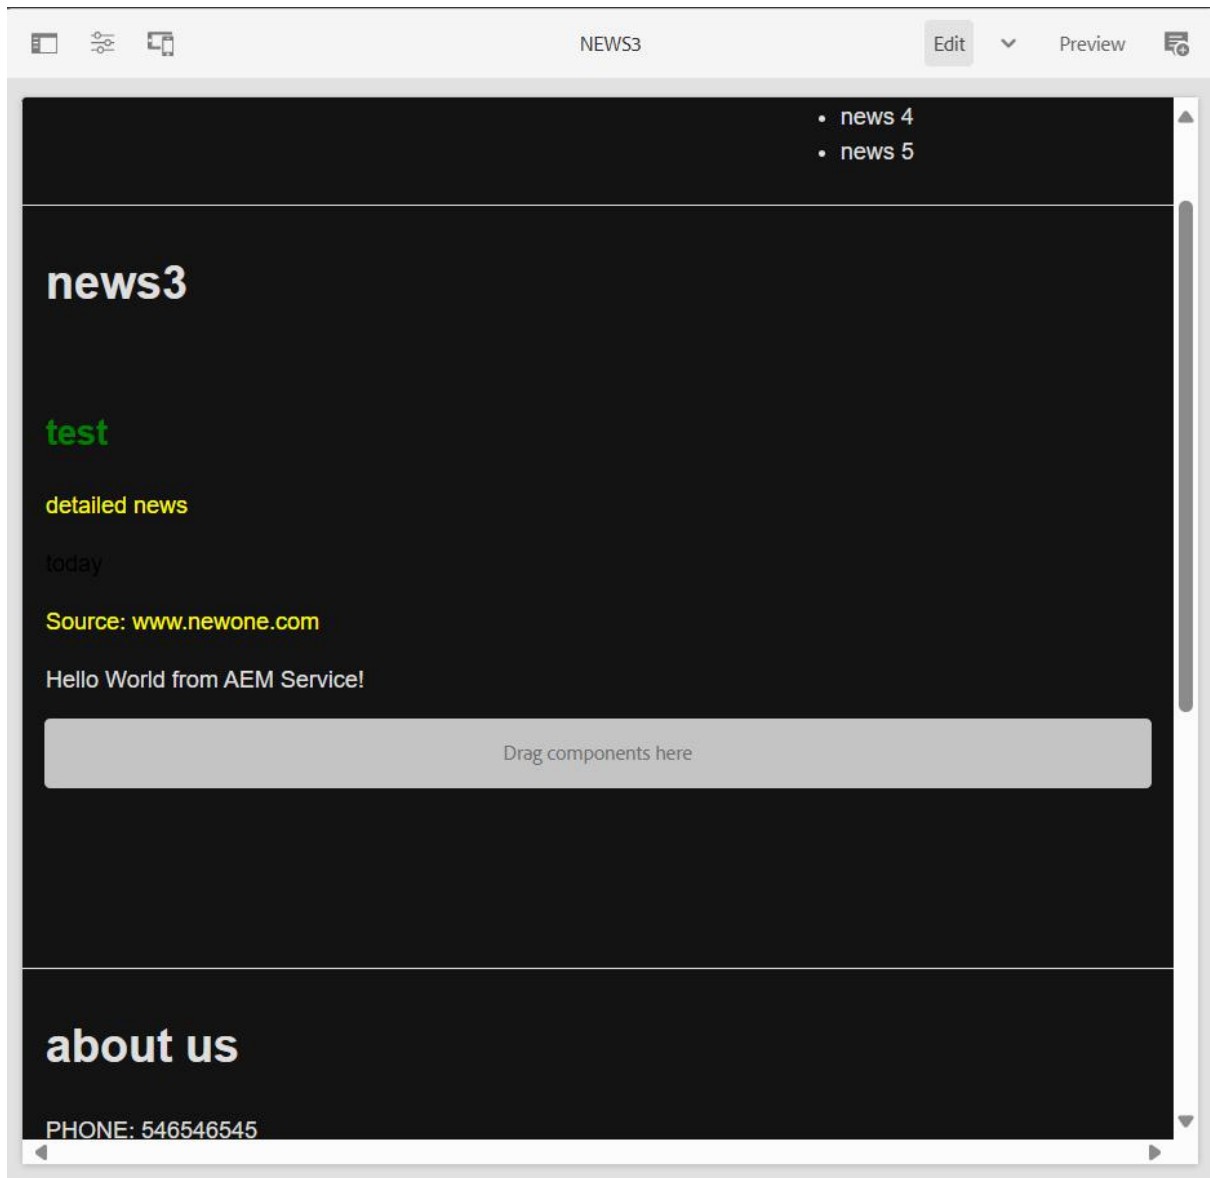 NEWS3
Edit
Preview
news 4
news 5
news3
test
detailed news
today
Source: www.newone.com
Hello World from AEM Service!
Drag components here
about us
PHONE: 546546545